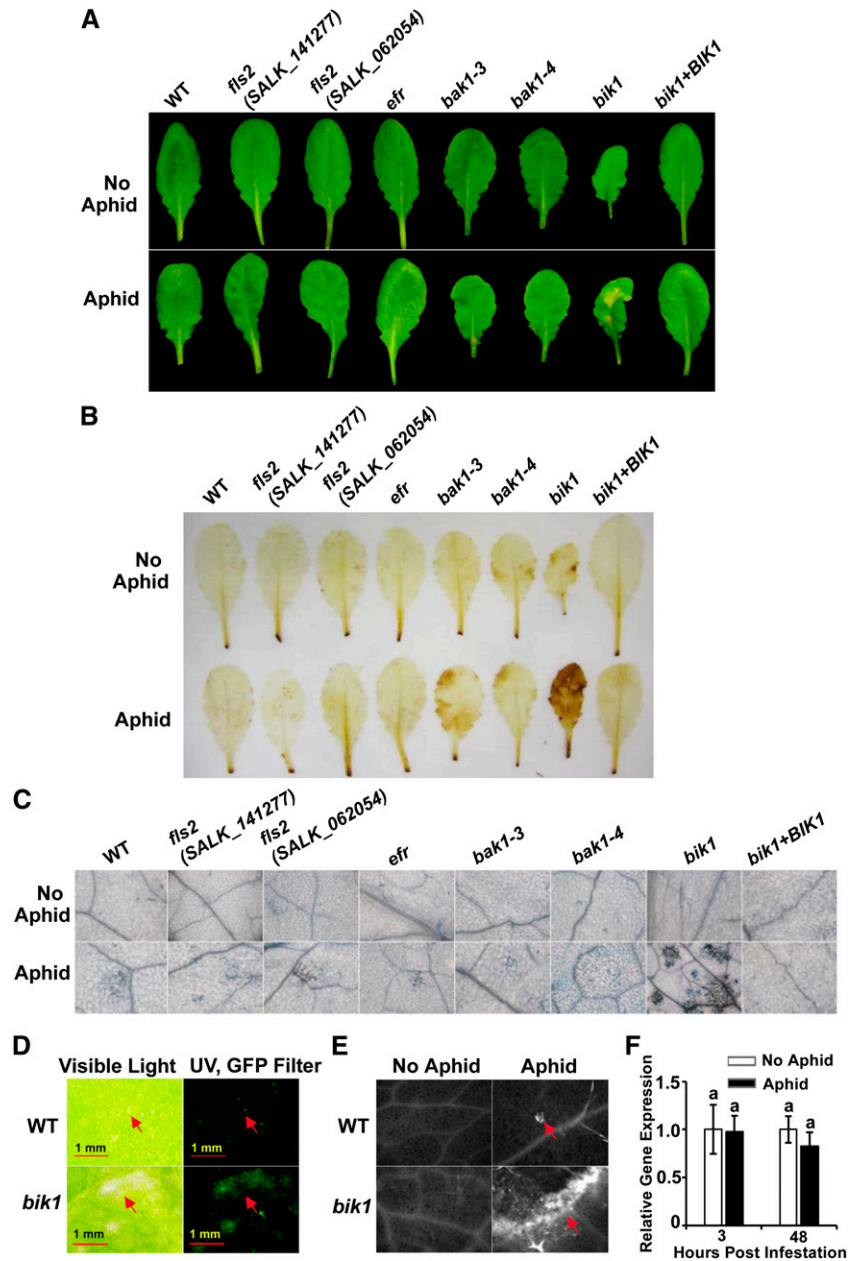 A
WT
fls2 (SALK_141277)
fls2 (SALK_062054)
efr
bak1-3
bak1-4
bik1
bik1+BIK1
No Aphid
Aphid
B
WT
fls2 (SALK_141277)
fls2 (SALK_062054)
efr
bak1-3
bak1-4
bik1
bik1+BIK1
No Aphid
Aphid
C
WT
fls2 (SALK_141277)
fls2 (SALK_062054)
efr
bak1-3
bak1-4
bik1
bik1+BIK1
No Aphid
Aphid
D
Visible Light UV, GFP Filter
WT
1 mm 1 mm
bik1
1 mm 1 mm
E
No Aphid Aphid
WT
bik1
F
No Aphid
Aphid
Relative Gene Expression
1.5
1.0
0.5
0
a a a a
3 48
Hours Post Infestation